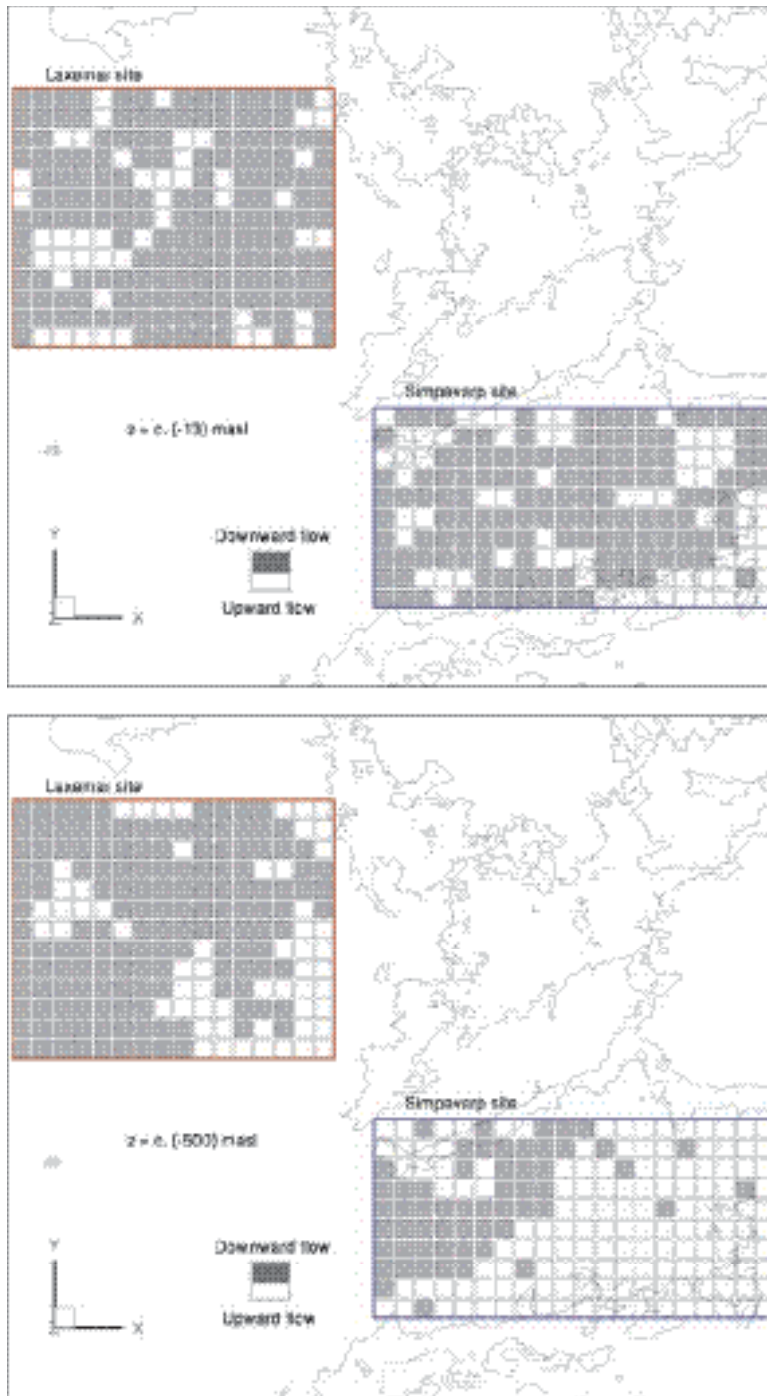 Laxemar site
Simpevarp site
z = c. (-15) masl
Downward flow
Y
Z
X
Upward flow
Laxemar site
Simpevarp site
z = c. (-500) masl
Downward flow
Y
Z
X
Upward flow